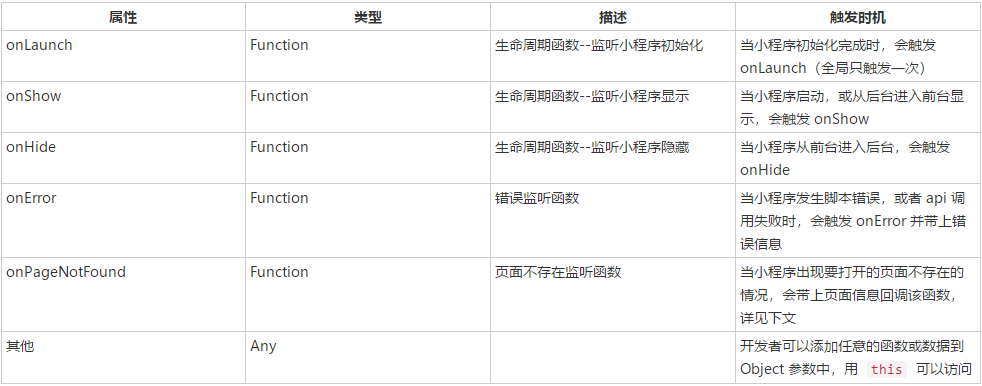 属性 类型 描述 触发时机
onLaunch Function 生命周期函数--监听小程序初始化 当小程序初始化完成时，会触发
onLaunch（全局只触发一次）
onShow Function 生命周期函数--监听小程序显示 当小程序启动，或从后台进入前台显
示，会触发 onShow
onHide Function 生命周期函数--监听小程序隐藏 当小程序从前台进入后台，会触发
onHide
onError Function 错误监听函数 当小程序发生脚本错误，或者 api 调
用失败时，会触发 onError 并带上错
误信息
onPageNotFound Function 页面不存在监听函数 当小程序出现要打开的页面不存在的
情况，会带上页面信息回调该函数，
详见下文
其他 Any 开发者可以添加任意的函数或数据到
Object 参数中，用 this 可以访问